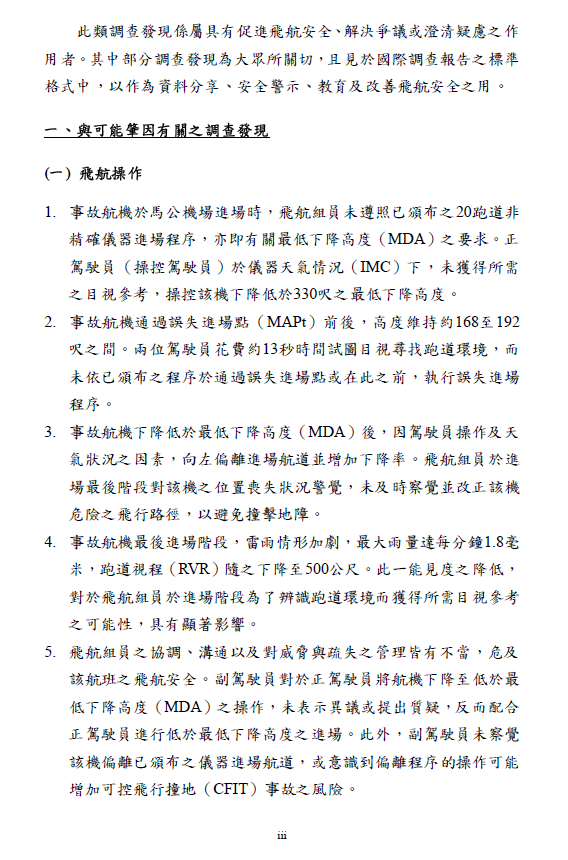 此類調查發現係屬具有促進飛航安全、解決爭議或澄清疑慮之作
用者。其中部分調查發現為大眾所關切，且見於國際調查報告之標準
格式中，以作為資料分享、安全警示、教育及改善飛航安全之用。
一、與可能肇因有關之調查發現
(一) 飛航操作
1. 事故航機於馬公機場進場時，飛航組員未遵照已頒布之20跑道非
精確儀器進場程序，亦即有關最低下降高度（MDA）之要求。正
駕駛員（操控駕駛員）於儀器天氣情況（IMC）下，未獲得所需
之目視參考，操控該機下降低於330呎之最低下降高度。
2. 事故航機通過誤失進場點（MAPt）前後，高度維持約168至192
呎之間。兩位駕駛員花費約13秒時間試圖目視尋找跑道環境，而
未依已頒布之程序於通過誤失進場點或在此之前，執行誤失進場
程序。
3. 事故航機下降低於最低下降高度（MDA）後，因駕駛員操作及天
氣狀況之因素，向左偏離進場航道並增加下降率。飛航組員於進
場最後階段對該機之位置喪失狀況警覺，未及時察覺並改正該機
危險之飛行路徑，以避免撞擊地障。
4. 事故航機最後進場階段，雷雨情形加劇，最大雨量達每分鐘1.8毫
米，跑道視程（RVR）隨之下降至500公尺。此一能見度之降低，
對於飛航組員於進場階段為了辨識跑道環境而獲得所需目視參考
之可能性，具有顯著影響。
5. 飛航組員之協調、溝通以及對威脅與疏失之管理皆有不當，危及
該航班之飛航安全。副駕駛員對於正駕駛員將航機下降至低於最
低下降高度（MDA）之操作，未表示異議或提出質疑，反而配合
正駕駛員進行低於最低下降高度之進場。此外，副駕駛員未察覺
該機偏離已頒布之儀器進場航道，或意識到偏離程序的操作可能
增加可控飛行撞地（CFIT）事故之風險。
iii